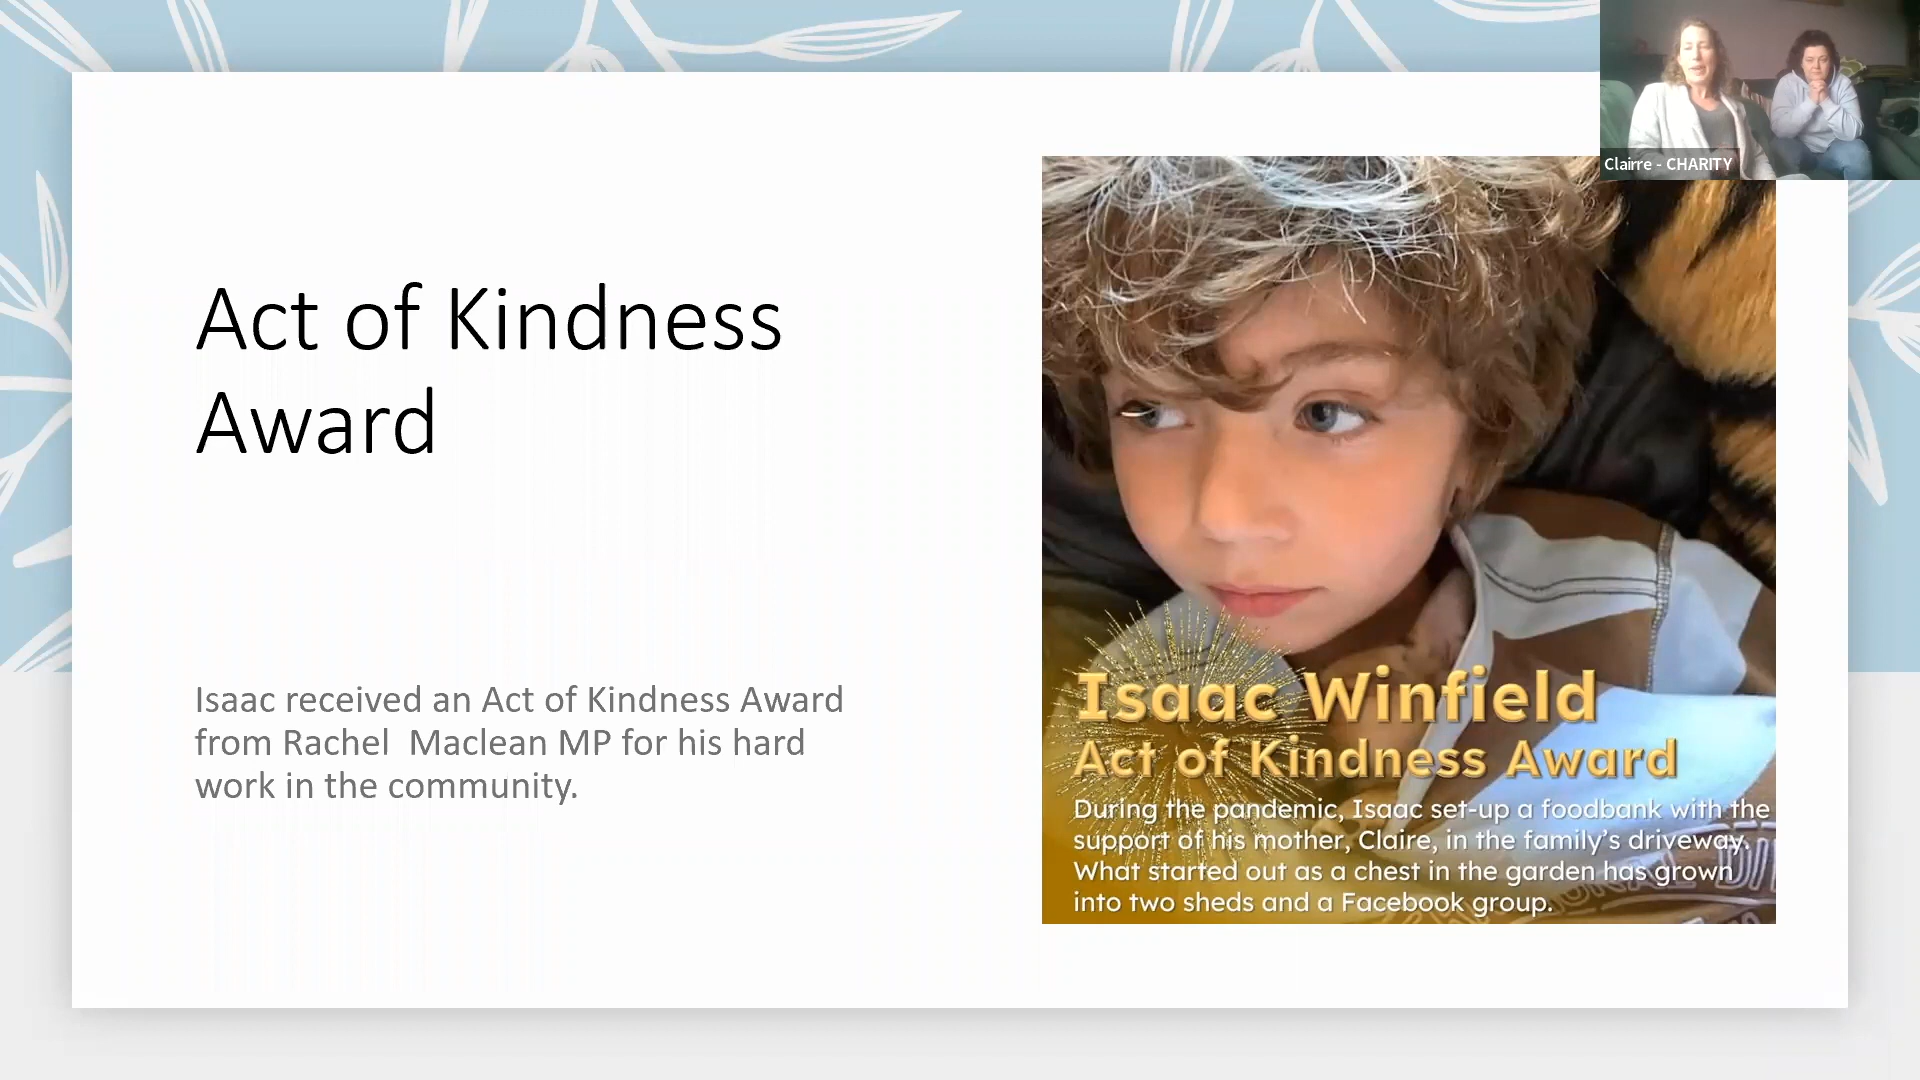 Clairre - CHARITY
Act of Kindness
Award
Isaac received an Act of Kindness Award
from Rachel  Maclean MP for his hard
work in the community.
Isaac Winfield
Act of Kindness Award
During the pandemic, Isaac set-up a foodbank with the
support of his mother, Claire, in the family's driveway.
What started out as a chest in the garden has grown
into two sheds and a Facebook group.